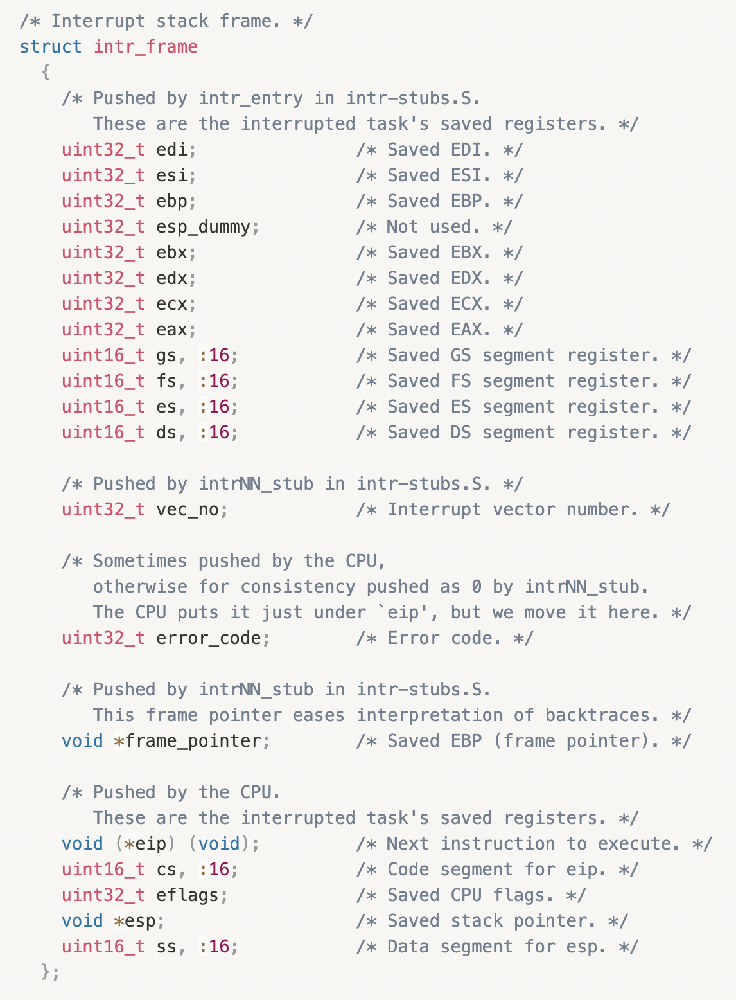 /* Interrupt stack frame. */
struct intr_frame
  {
    /* Pushed by intr_entry in intr-stubs.S.
       These are the interrupted task's saved registers. */
    uint32_t edi;               /* Saved EDI. */
    uint32_t esi;               /* Saved ESI. */
    uint32_t ebp;               /* Saved EBP. */
    uint32_t esp_dummy;         /* Not used. */
    uint32_t ebx;               /* Saved EBX. */
    uint32_t edx;               /* Saved EDX. */
    uint32_t ecx;               /* Saved ECX. */
    uint32_t eax;               /* Saved EAX. */
    uint16_t gs, :16;           /* Saved GS segment register. */
    uint16_t fs, :16;           /* Saved FS segment register. */
    uint16_t es, :16;           /* Saved ES segment register. */
    uint16_t ds, :16;           /* Saved DS segment register. */

    /* Pushed by intrNN_stub in intr-stubs.S. */
    uint32_t vec_no;            /* Interrupt vector number. */

    /* Sometimes pushed by the CPU,
       otherwise for consistency pushed as 0 by intrNN_stub.
       The CPU puts it just under `eip', but we move it here. */
    uint32_t error_code;        /* Error code. */

    /* Pushed by intrNN_stub in intr-stubs.S.
       This frame pointer eases interpretation of backtraces. */
    void *frame_pointer;        /* Saved EBP (frame pointer). */

    /* Pushed by the CPU.
       These are the interrupted task's saved registers. */
    void (*eip) (void);         /* Next instruction to execute. */
    uint16_t cs, :16;           /* Code segment for eip. */
    uint32_t eflags;            /* Saved CPU flags. */
    void *esp;                  /* Saved stack pointer. */
    uint16_t ss, :16;           /* Data segment for esp. */
  };